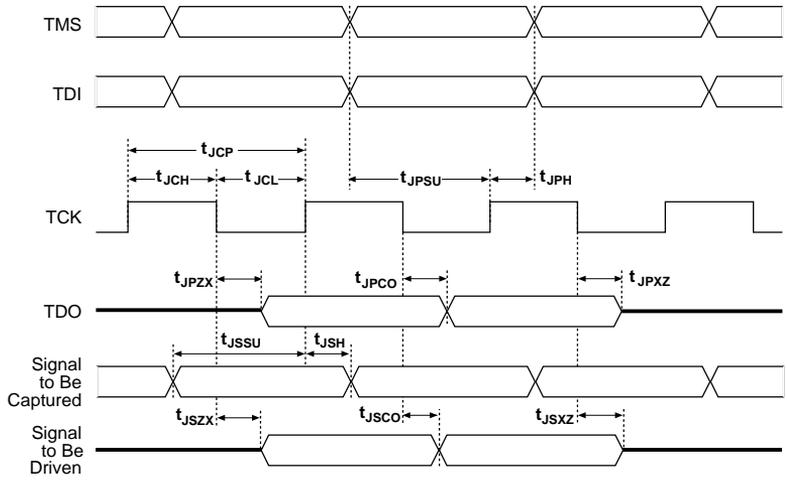 TMS
TDI
tJCP
tJCH tJCL tJPSU tJPH
TCK
tJPZX tJPCO tJPXZ
TDO
tJSSU tJSH
Signal
to Be
Captured
tJSZX tJSCO tJSXZ
Signal
to Be
Driven